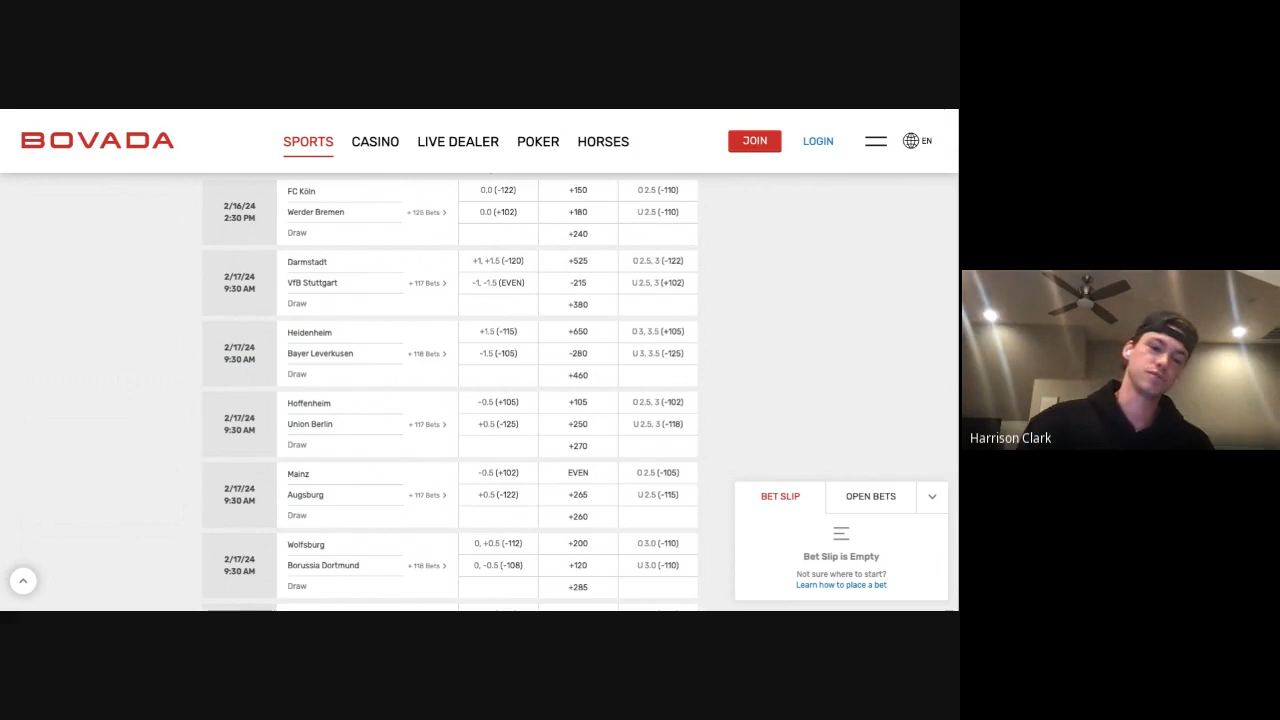 BOVADA
SPORTS CASINO LIVE DEALER POKER HORSES
JOIN LOGIN EN
2/16/24
2:30 PM
FC Köln 0.0 (-122) +150 O 2.5 (-110)
Werder Bremen + 125 Bets 0.0 (+102) +180 U 2.5 (-110)
Draw +240
2/17/24
9:30 AM
Darmstadt +1, +1.5 (-120) +525 O 2.5, 3 (-122)
VfB Stuttgart + 117 Bets -1, -1.5 (EVEN) -215 U 2.5, 3 (+102)
Draw +380
2/17/24
9:30 AM
Heidenheim +1.5 (-115) +650 O 3, 3.5 (+105)
Bayer Leverkusen + 118 Bets -1.5 (-105) -280 U 3, 3.5 (-125)
Draw +460
2/17/24
9:30 AM
Hoffenheim -0.5 (+105) +105 O 2.5, 3 (-102)
Union Berlin + 117 Bets +0.5 (-125) +250 U 2.5, 3 (-118)
Draw +270
2/17/24
9:30 AM
Mainz -0.5 (+102) EVEN O 2.5 (-105)
Augsburg + 117 Bets +0.5 (-122) +265 U 2.5 (-115)
Draw +260
2/17/24
9:30 AM
Wolfsburg 0, +0.5 (-112) +200 O 3.0 (-110)
Borussia Dortmund + 118 Bets 0, -0.5 (-108) +120 U 3.0 (-110)
Draw +285
BET SLIP OPEN BETS
Bet Slip is Empty
Not sure where to start?
Learn how to place a bet
Harrison Clark